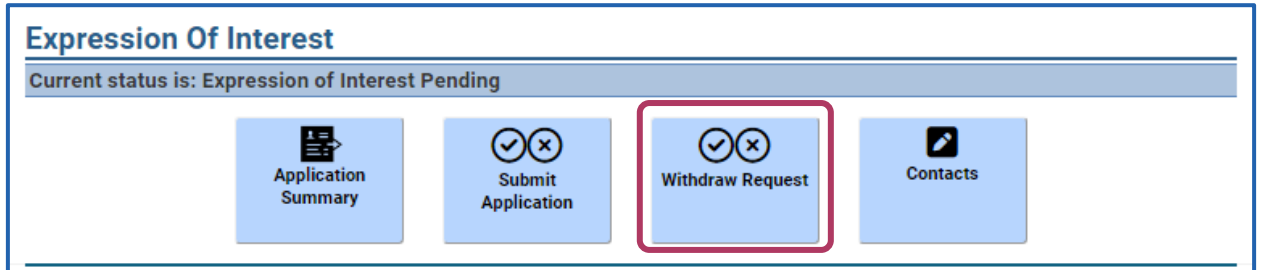 Expression Of Interest
Current status is: Expression of Interest Pending
Application
Summary
Submit
Application
Withdraw Request
Contacts